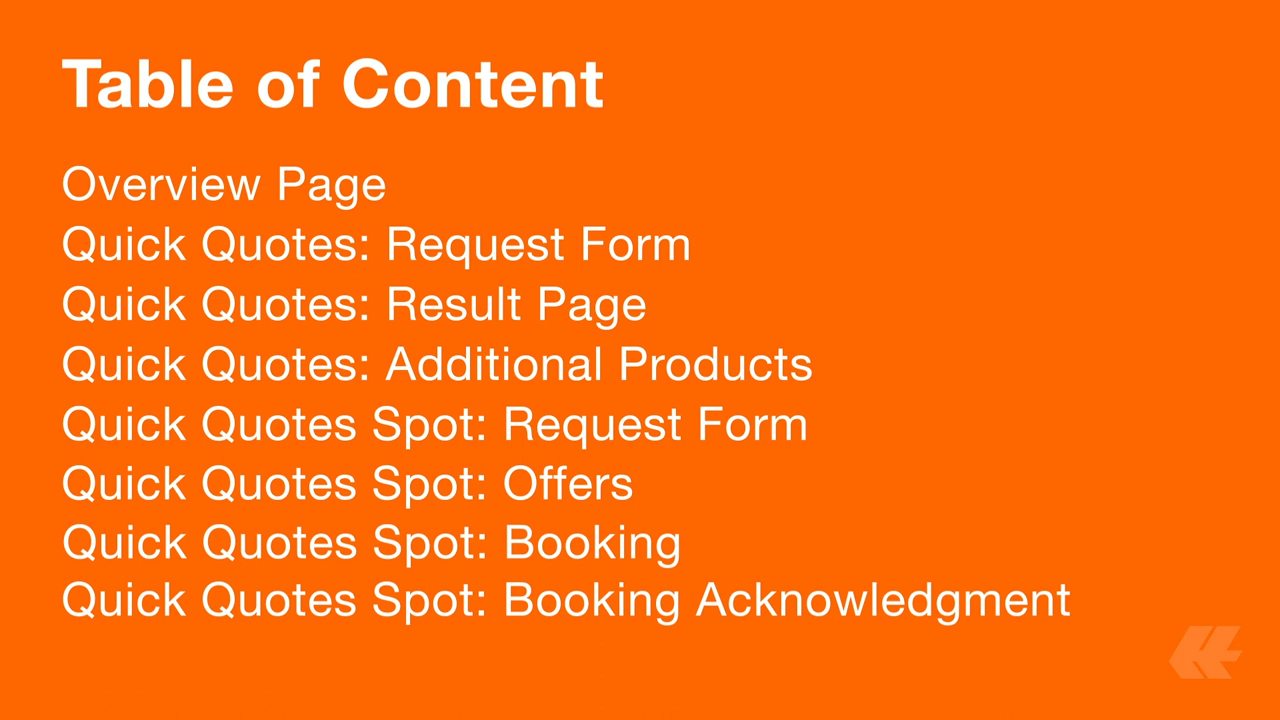 Table of Content
Overview Page
Quick Quotes: Request Form
Quick Quotes: Result Page
Quick Quotes: Additional Products
Quick Quotes Spot: Request Form
Quick Quotes Spot: Offers
Quick Quotes Spot: Booking
Quick Quotes Spot: Booking Acknowledgment